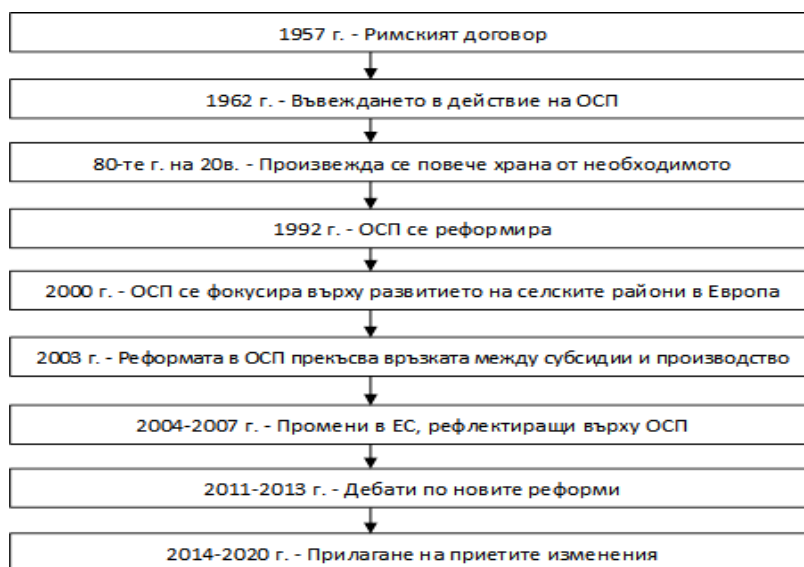 1957 г. - Римският договор
1962 г. - Въвеждането в действие на ОСП
80-те г. на 20в. - Произвежда се повече храна от необходимото
1992 г. - ОСП се реформира
2000 г. - ОСП се фокусира върху развитието на селските райони в Европа
2003 г. - Реформата в ОСП прекъсва връзката между субсидии и производство
2004-2007 г. - Промени в ЕС, рефлектиращи върху ОСП
2011-2013 г. - Дебати по новите реформи
2014-2020 г. - Прилагане на приетите изменения